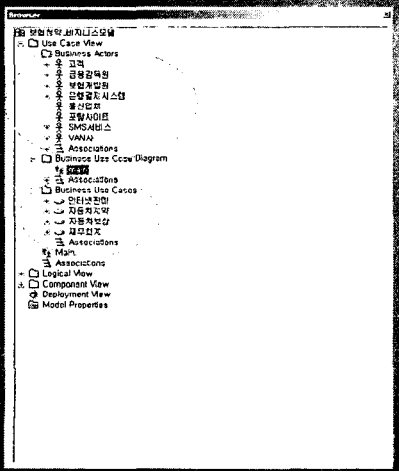 Browser
보험청약.비지니스모델
Use Case View
Business Actors
고객
금융감독원
보험개발원
은행결제시스템
통신업체
포탈사이트
SMS서비스
VAN사
Associations
Business Use Case Diagram
Associations
Business Use Cases
인터넷판매
자동차계약
자동차보상
재무회계
Associations
Main
Associations
Logical View
Component View
Deployment View
Model Properties